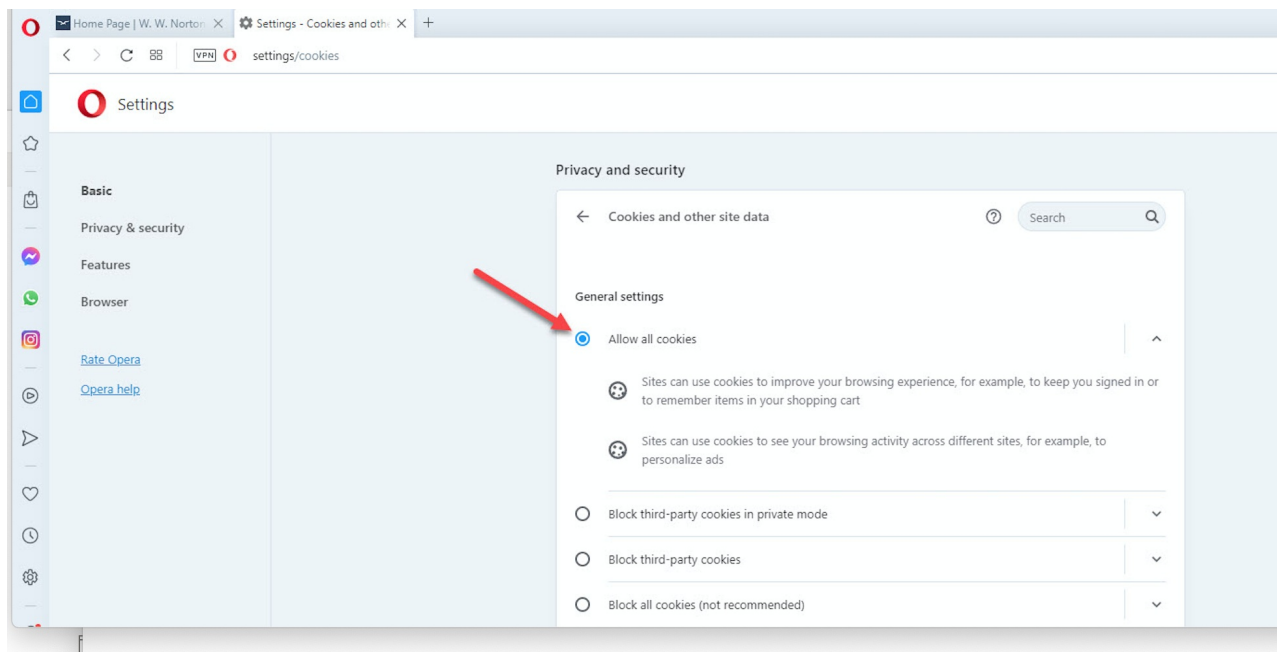 Home Page | W. W. Norton
Settings - Cookies and oth
VPN
settings/cookies
Settings
Basic
Privacy & security
Features
Browser
Rate Opera
Opera help
Privacy and security
Cookies and other site data
Search
General settings
Allow all cookies
Sites can use cookies to improve your browsing experience, for example, to keep you signed in or
to remember items in your shopping cart
Sites can use cookies to see your browsing activity across different sites, for example, to
personalize ads
Block third-party cookies in private mode
Block third-party cookies
Block all cookies (not recommended)